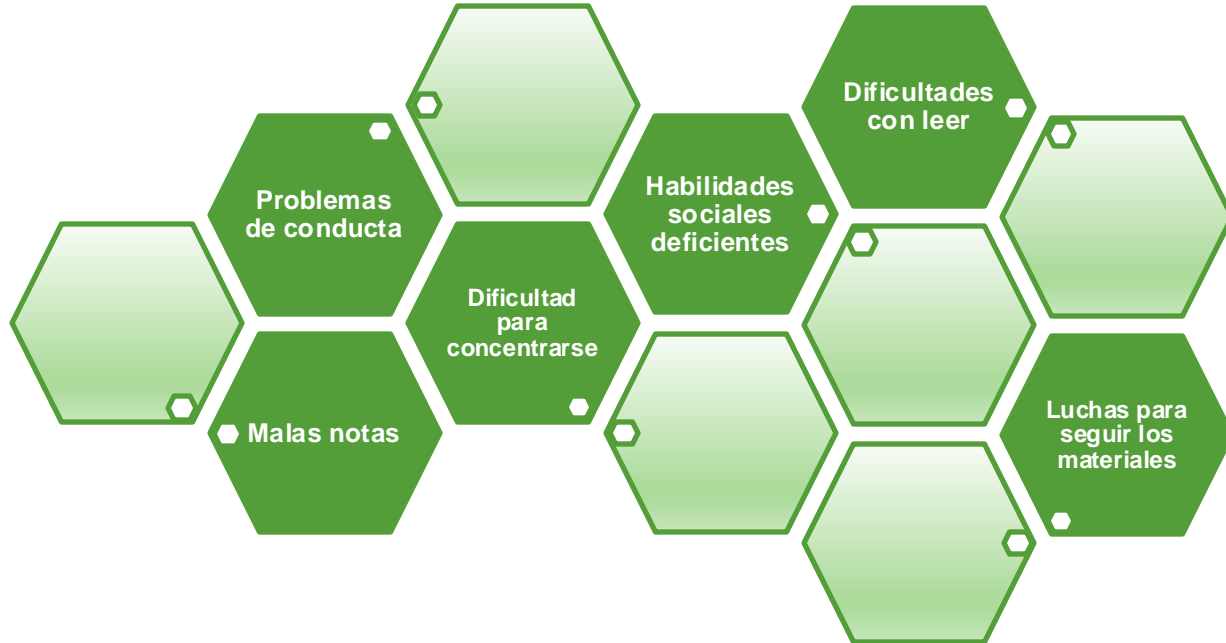 Problemas
de conducta
Malas notas
Dificultad
para
concentrarse
Habilidades
sociales
deficientes
Dificultades
con leer
Luchas para
seguir los
materiales